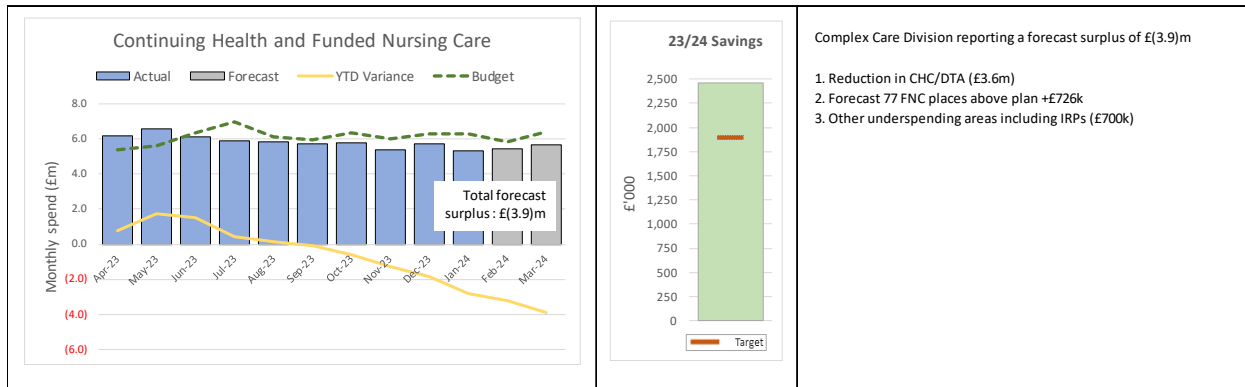 Continuing Health and Funded Nursing Care
Actual
Forecast
YTD Variance
Budget
Monthly spend (£m)
8.0
6.0
4.0
2.0
0.0
(2.0)
(4.0)
(6.0)
Apr-23
May-23
Jun-23
Jul-23
Aug-23
Sep-23
Oct-23
Nov-23
Dec-23
Jan-24
Feb-24
Mar-24
Total forecast
surplus : £(3.9)m
23/24 Savings
£'000
2,500
2,250
2,000
1,750
1,500
1,250
1,000
750
500
250
0
Target
Complex Care Division reporting a forecast surplus of £(3.9)m
1. Reduction in CHC/DTA (£3.6m)
2. Forecast 77 FNC places above plan +£726k
3. Other underspending areas including IRPs (£700k)